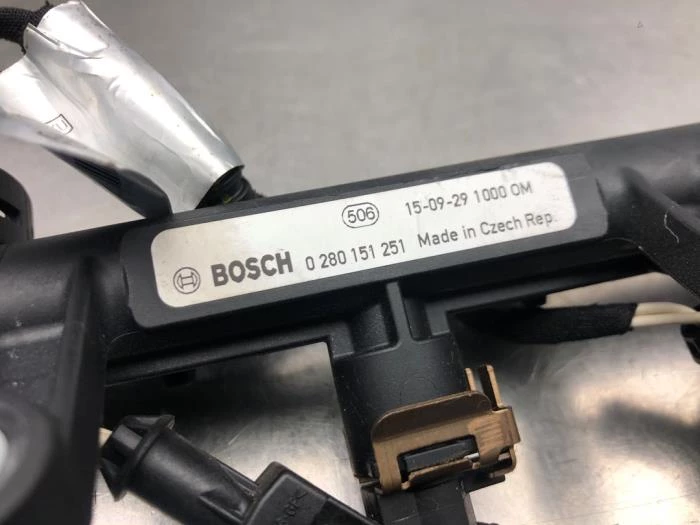 506 15-09-29 1000 OM
BOSCH 0 280 151 251 Made in Czech Rep.